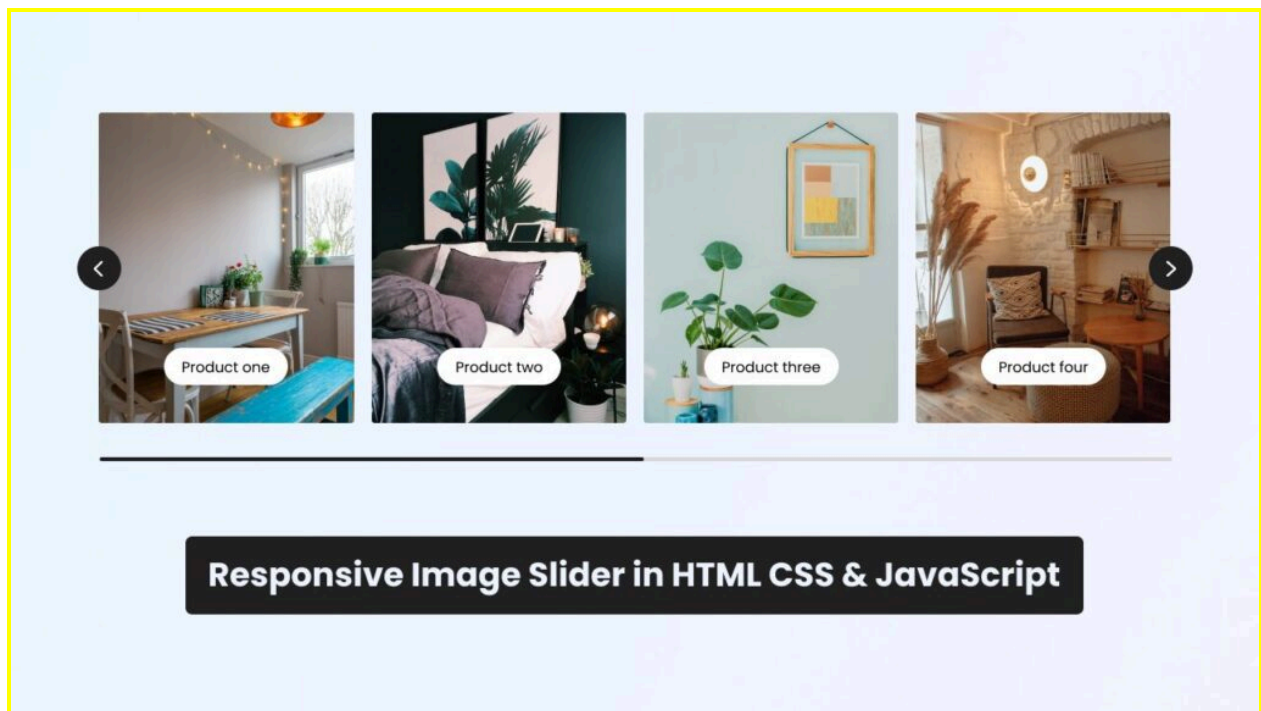 Product one
Product two
Product three
Product four
Responsive Image Slider in HTML CSS & JavaScript